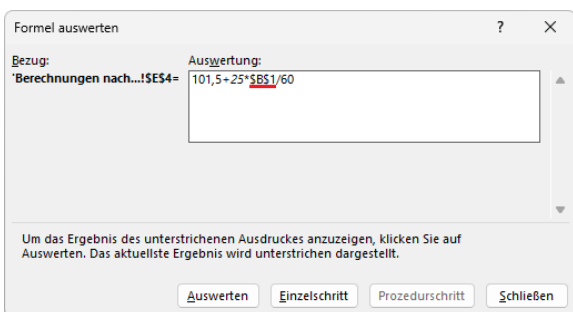 Formel auswerten
Bezug:
Auswertung:
'Berechnungen nach...!$E$4=
101,5+25*$B$1/60
Um das Ergebnis des unterstrichenen Ausdruckes anzuzeigen, klicken Sie auf
Auswerten. Das aktuellste Ergebnis wird unterstrichen dargestellt.
Auswerten
Einzelschritt
Prozedurschritt
Schließen